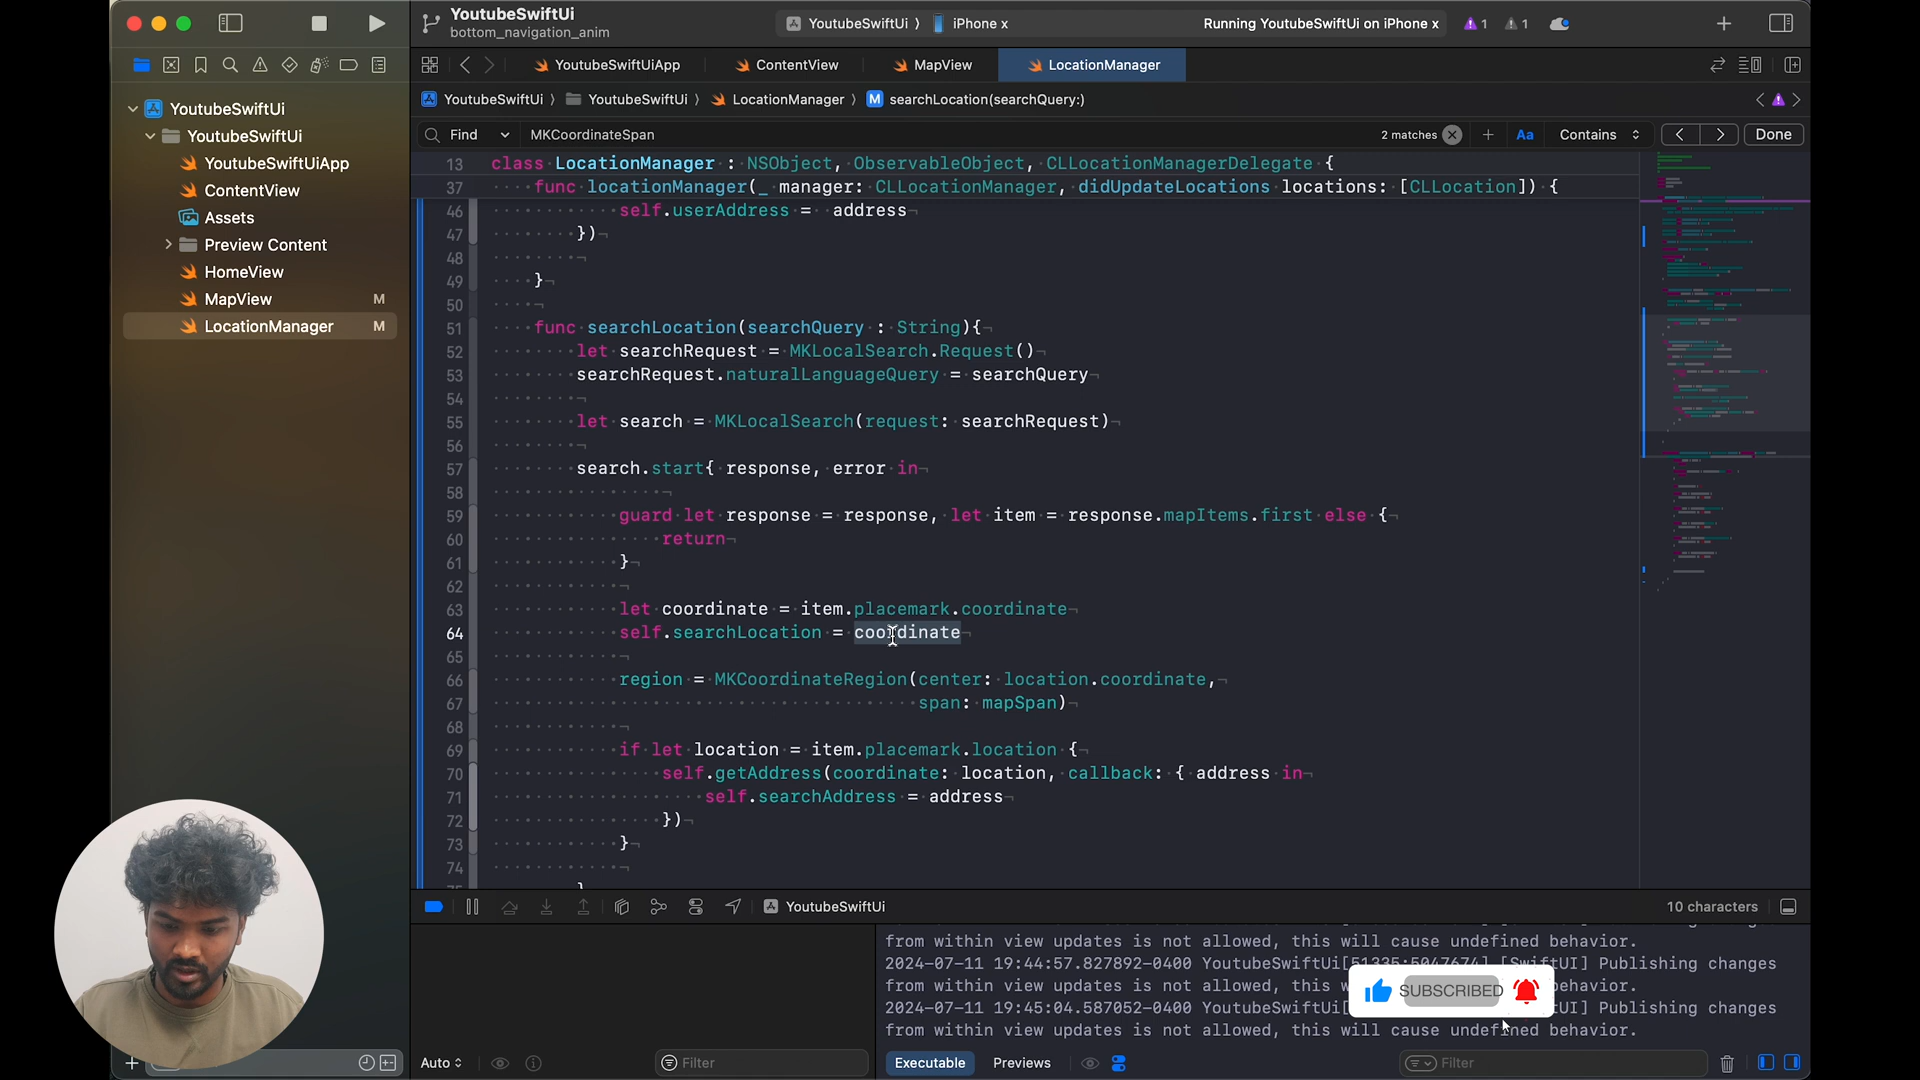 YoutubeSwiftUi
bottom_navigation_anim
YoutubeSwiftUi 〉 iPhone x
Running YoutubeSwiftUi on iPhone x
1
1
YoutubeSwiftUiApp
ContentView
MapView
LocationManager
YoutubeSwiftUi 〉 YoutubeSwiftUi 〉 LocationManager 〉 M searchLocation(searchQuery:)
Find
MKCoordinateSpan
2 matches
Aa
Contains
Done
YoutubeSwiftUi
YoutubeSwiftUi
YoutubeSwiftUiApp
ContentView
Assets
Preview Content
HomeView
MapView M
LocationManager M
13 class LocationManager : NSObject, ObservableObject, CLLocationManagerDelegate {
37 func locationManager(_ manager: CLLocationManager, didUpdateLocations locations: [CLLocation]) {
46 self.userAddress = address
47 })
48
49 }
50
51 func searchLocation(searchQuery : String){
52 let searchRequest = MKLocalSearch.Request()
53 searchRequest.naturalLanguageQuery = searchQuery
54
55 let search = MKLocalSearch(request: searchRequest)
56
57 search.start{ response, error in
58
59 guard let response = response, let item = response.mapItems.first else {
60 return
61 }
62
63 let coordinate = item.placemark.coordinate
64 self.searchLocation = coordinate
65
66 region = MKCoordinateRegion(center: location.coordinate,
67 span: mapSpan)
68
69 if let location = item.placemark.location {
70 self.getAddress(coordinate: location, callback: { address in
71 self.searchAddress = address
72 })
73 }
74
YoutubeSwiftUi
10 characters
from within view updates is not allowed, this will cause undefined behavior.
2024-07-11 19:44:57.827892-0400 YoutubeSwiftUi[51335:5047674] [SwiftUI] Publishing changes
from within view updates is not allowed, this behavior.
2024-07-11 19:45:04.587052-0400 YoutubeSwiftUi[ Publishing changes
from within view updates is not allowed, this will cause undefined behavior.
SUBSCRIBED
Auto
Filter
Executable
Previews
Filter